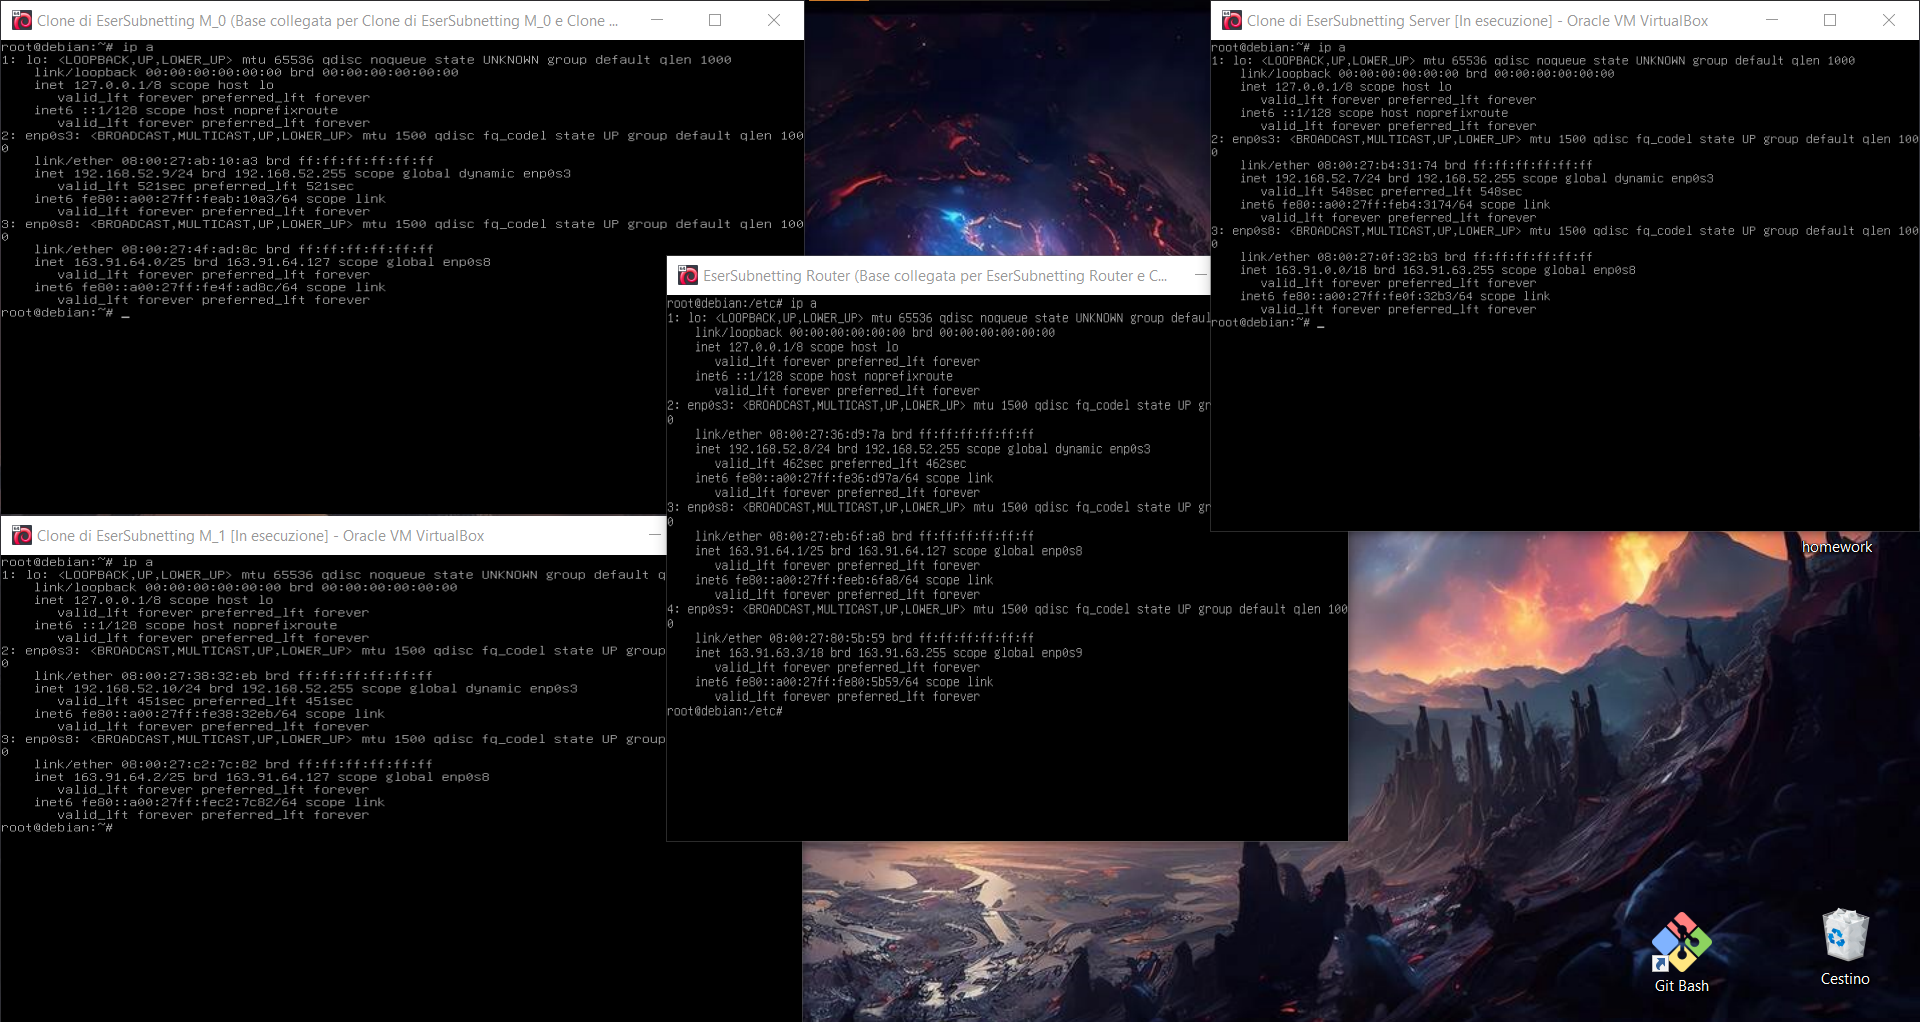 Clone di EserSubnetting M_0 (Base collegata per Clone di EserSubnetting M_0 e Clone ...
root@debian:~# ip a
1: lo: <LOOPBACK,UP,LOWER_UP> mtu 65536 qdisc noqueue state UNKNOWN group default qlen 1000
link/loopback 00:00:00:00:00:00 brd 00:00:00:00:00:00
inet 127.0.0.1/8 scope host lo
valid_lft forever preferred_lft forever
inet6 ::1/128 scope host noprefixroute
valid_lft forever preferred_lft forever
2: enp0s3: <BROADCAST,MULTICAST,UP,LOWER_UP> mtu 1500 qdisc fq_codel state UP group default qlen 100
0
link/ether 08:00:27:ab:10:a3 brd ff:ff:ff:ff:ff:ff
inet 192.168.52.9/24 brd 192.168.52.255 scope global dynamic enp0s3
valid_lft 521sec preferred_lft 521sec
inet6 fe80::a00:27ff:feab:10a3/64 scope link
valid_lft forever preferred_lft forever
3: enp0s8: <BROADCAST,MULTICAST,UP,LOWER_UP> mtu 1500 qdisc fq_codel state UP group default qlen 100
0
link/ether 08:00:27:4f:ad:8c brd ff:ff:ff:ff:ff:ff
inet 163.91.64.0/25 brd 163.91.64.127 scope global enp0s8
valid_lft forever preferred_lft forever
inet6 fe80::a00:27ff:fe4f:ad8c/64 scope link
valid_lft forever preferred_lft forever
root@debian:~# _
Clone di EserSubnetting Server [In esecuzione] - Oracle VM VirtualBox
root@debian:~# ip a
1: lo: <LOOPBACK,UP,LOWER_UP> mtu 65536 qdisc noqueue state UNKNOWN group default qlen 1000
link/loopback 00:00:00:00:00:00 brd 00:00:00:00:00:00
inet 127.0.0.1/8 scope host lo
valid_lft forever preferred_lft forever
inet6 ::1/128 scope host noprefixroute
valid_lft forever preferred_lft forever
2: enp0s3: <BROADCAST,MULTICAST,UP,LOWER_UP> mtu 1500 qdisc fq_codel state UP group default qlen 100
0
link/ether 08:00:27:b4:31:74 brd ff:ff:ff:ff:ff:ff
inet 192.168.52.7/24 brd 192.168.52.255 scope global dynamic enp0s3
valid_lft 548sec preferred_lft 548sec
inet6 fe80::a00:27ff:feb4:3174/64 scope link
valid_lft forever preferred_lft forever
3: enp0s8: <BROADCAST,MULTICAST,UP,LOWER_UP> mtu 1500 qdisc fq_codel state UP group default qlen 100
0
link/ether 08:00:27:0f:32:b3 brd ff:ff:ff:ff:ff:ff
inet 163.91.0.0/18 brd 163.91.63.255 scope global enp0s8
valid_lft forever preferred_lft forever
inet6 fe80::a00:27ff:fe0f:32b3/64 scope link
valid_lft forever preferred_lft forever
root@debian:~# _
EserSubnetting Router (Base collegata per EserSubnetting Router e C...
root@debian:/etc# ip a
1: lo: <LOOPBACK,UP,LOWER_UP> mtu 65536 qdisc noqueue state UNKNOWN group defaul
link/loopback 00:00:00:00:00:00 brd 00:00:00:00:00:00
inet 127.0.0.1/8 scope host lo
valid_lft forever preferred_lft forever
inet6 ::1/128 scope host noprefixroute
valid_lft forever preferred_lft forever
2: enp0s3: <BROADCAST,MULTICAST,UP,LOWER_UP> mtu 1500 qdisc fq_codel state UP gr
0
link/ether 08:00:27:36:d9:7a brd ff:ff:ff:ff:ff:ff
inet 192.168.52.8/24 brd 192.168.52.255 scope global dynamic enp0s3
valid_lft 462sec preferred_lft 462sec
inet6 fe80::a00:27ff:fe36:d97a/64 scope link
valid_lft forever preferred_lft forever
3: enp0s8: <BROADCAST,MULTICAST,UP,LOWER_UP> mtu 1500 qdisc fq_codel state UP gr
0
link/ether 08:00:27:eb:6f:a8 brd ff:ff:ff:ff:ff:ff
inet 163.91.64.1/25 brd 163.91.64.127 scope global enp0s8
valid_lft forever preferred_lft forever
inet6 fe80::a00:27ff:feeb:6fa8/64 scope link
valid_lft forever preferred_lft forever
4: enp0s9: <BROADCAST,MULTICAST,UP,LOWER_UP> mtu 1500 qdisc fq_codel state UP group default qlen 100
0
link/ether 08:00:27:80:5b:59 brd ff:ff:ff:ff:ff:ff
inet 163.91.63.3/18 brd 163.91.63.255 scope global enp0s9
valid_lft forever preferred_lft forever
inet6 fe80::a00:27ff:fe80:5b59/64 scope link
valid_lft forever preferred_lft forever
root@debian:/etc#
Clone di EserSubnetting M_1 [In esecuzione] - Oracle VM VirtualBox
root@debian:~# ip a
1: lo: <LOOPBACK,UP,LOWER_UP> mtu 65536 qdisc noqueue state UNKNOWN group default q
link/loopback 00:00:00:00:00:00 brd 00:00:00:00:00:00
inet 127.0.0.1/8 scope host lo
valid_lft forever preferred_lft forever
inet6 ::1/128 scope host noprefixroute
valid_lft forever preferred_lft forever
2: enp0s3: <BROADCAST,MULTICAST,UP,LOWER_UP> mtu 1500 qdisc fq_codel state UP group
0
link/ether 08:00:27:38:32:eb brd ff:ff:ff:ff:ff:ff
inet 192.168.52.10/24 brd 192.168.52.255 scope global dynamic enp0s3
valid_lft 451sec preferred_lft 451sec
inet6 fe80::a00:27ff:fe38:32eb/64 scope link
valid_lft forever preferred_lft forever
3: enp0s8: <BROADCAST,MULTICAST,UP,LOWER_UP> mtu 1500 qdisc fq_codel state UP group
0
link/ether 08:00:27:c2:7c:82 brd ff:ff:ff:ff:ff:ff
inet 163.91.64.2/25 brd 163.91.64.127 scope global enp0s8
valid_lft forever preferred_lft forever
inet6 fe80::a00:27ff:fec2:7c82/64 scope link
valid_lft forever preferred_lft forever
root@debian:~#
homework
Git Bash
Cestino